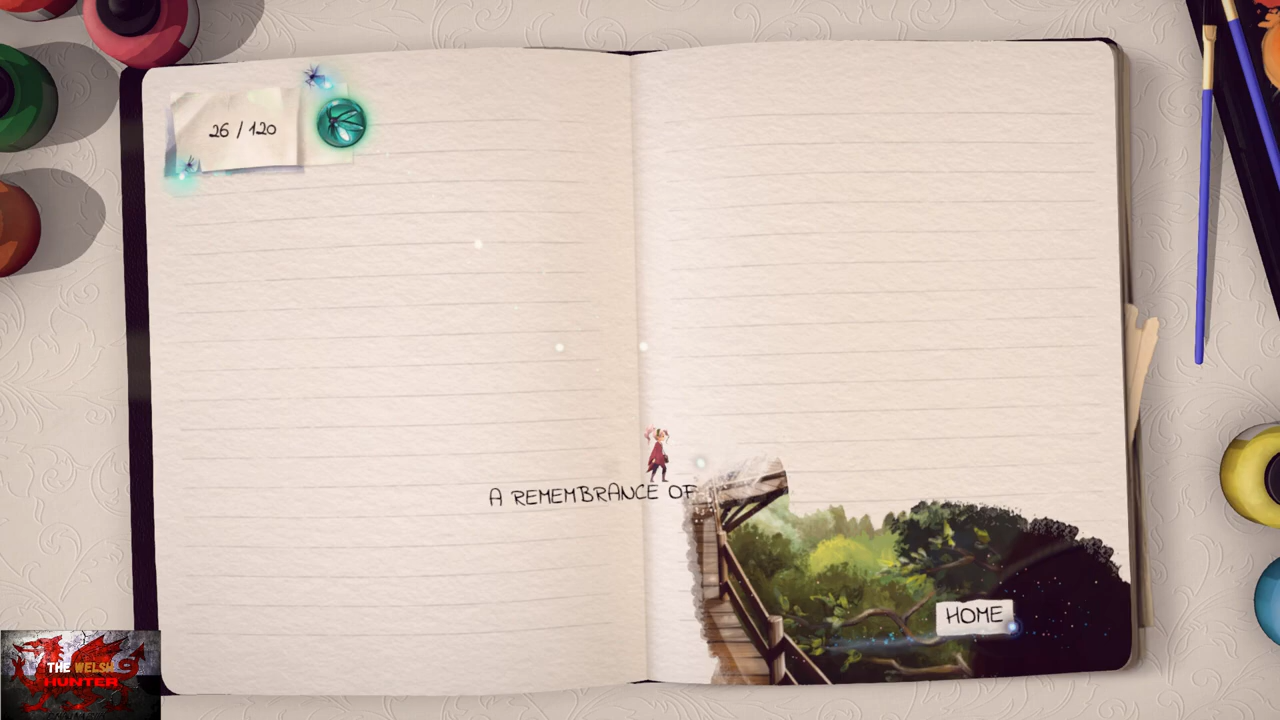 26 / 120
A REMEMBRANCE OF
HOME
THE WELSH
HUNTER